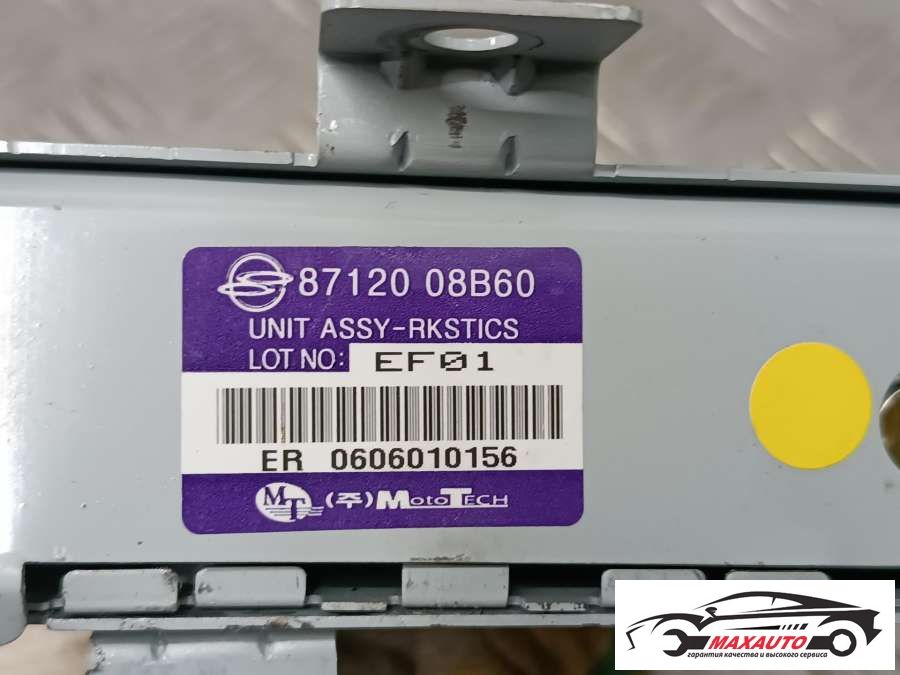 87120 08B60
UNIT ASSY-RKSTICS
LOT NO: EF01
ER 0606010156
MT (주)MOTOTECH
MAXAUTO
гарантия качества и высокого сервиса